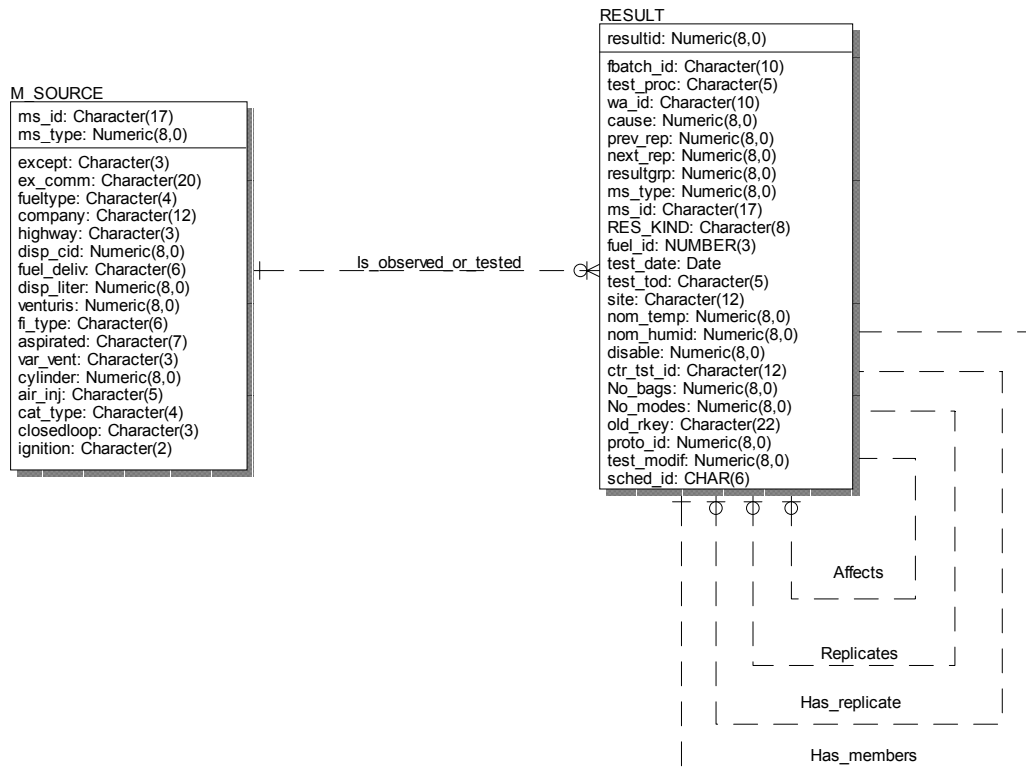 M_SOURCE
ms_id: Character(17)
ms_type: Numeric(8,0)
except: Character(3)
ex_comm: Character(20)
fueltype: Character(4)
company: Character(12)
highway: Character(3)
disp_cid: Numeric(8,0)
fuel_deliv: Character(6)
disp_liter: Numeric(8,0)
venturis: Numeric(8,0)
fi_type: Character(6)
aspirated: Character(7)
var_vent: Character(3)
cylinder: Numeric(8,0)
air_inj: Character(5)
cat_type: Character(4)
closedloop: Character(3)
ignition: Character(2)
Is_observed_or_tested
RESULT
resultid: Numeric(8,0)
fbatch_id: Character(10)
test_proc: Character(5)
wa_id: Character(10)
cause: Numeric(8,0)
prev_rep: Numeric(8,0)
next_rep: Numeric(8,0)
resultgrp: Numeric(8,0)
ms_type: Numeric(8,0)
ms_id: Character(17)
RES_KIND: Character(8)
fuel_id: NUMBER(3)
test_date: Date
test_tod: Character(5)
site: Character(12)
nom_temp: Numeric(8,0)
nom_humid: Numeric(8,0)
disable: Numeric(8,0)
ctr_tst_id: Character(12)
No_bags: Numeric(8,0)
No_modes: Numeric(8,0)
old_rkey: Character(22)
proto_id: Numeric(8,0)
test_modif: Numeric(8,0)
sched_id: CHAR(6)
Affects
Replicates
Has_replicate
Has_members